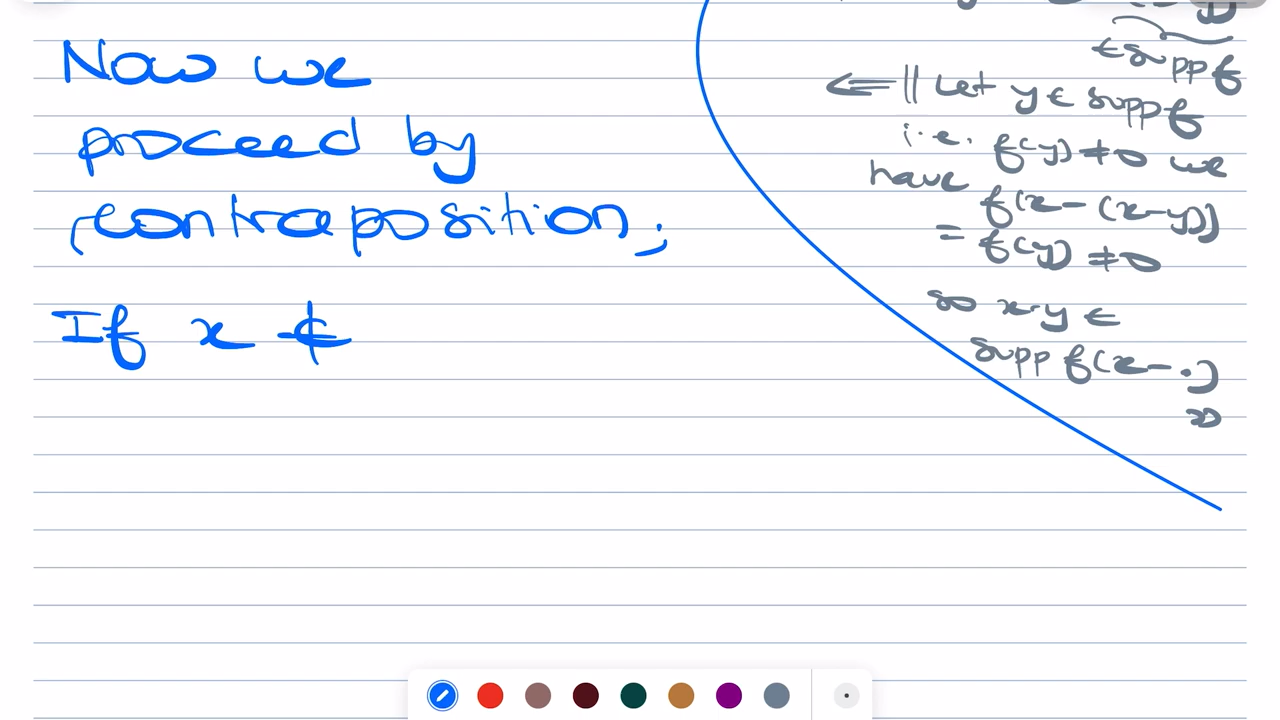 Now we
proceed by
contraposition;
If x ∉
∈ supp f
⇐ || Let y ∈ supp f
i.e. f(y) ≠ 0 we
have f(x-(x-y))
= f(y) ≠ 0
so x-y ∈
supp f(x-.)
»